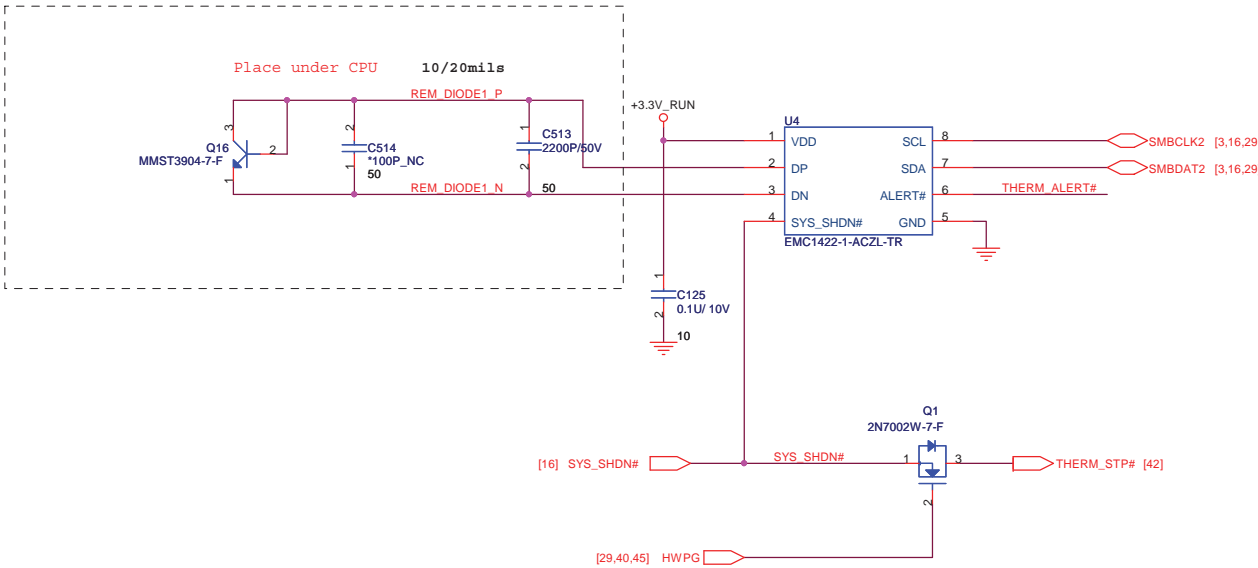 Place under CPU 10/20mils
REM_DIODE1_P
+3.3V_RUN
3
Q16
2
MMST3904-7-F
1
2
C514
*100P_NC
1
50
1
C513
2200P/50V
2
REM_DIODE1_N
50
U4
1 VDD SCL 8 SMBCLK2 [3,16,29
2 DP SDA 7 SMBDAT2 [3,16,29
3 DN ALERT# 6 THERM_ALERT#
4 SYS_SHDN# GND 5
EMC1422-1-ACZL-TR
1
C125
0.1U/ 10V
2
10
Q1
2N7002W-7-F
[16] SYS_SHDN# SYS_SHDN# 1 3 THERM_STP# [42]
2
[29,40,45] HWPG